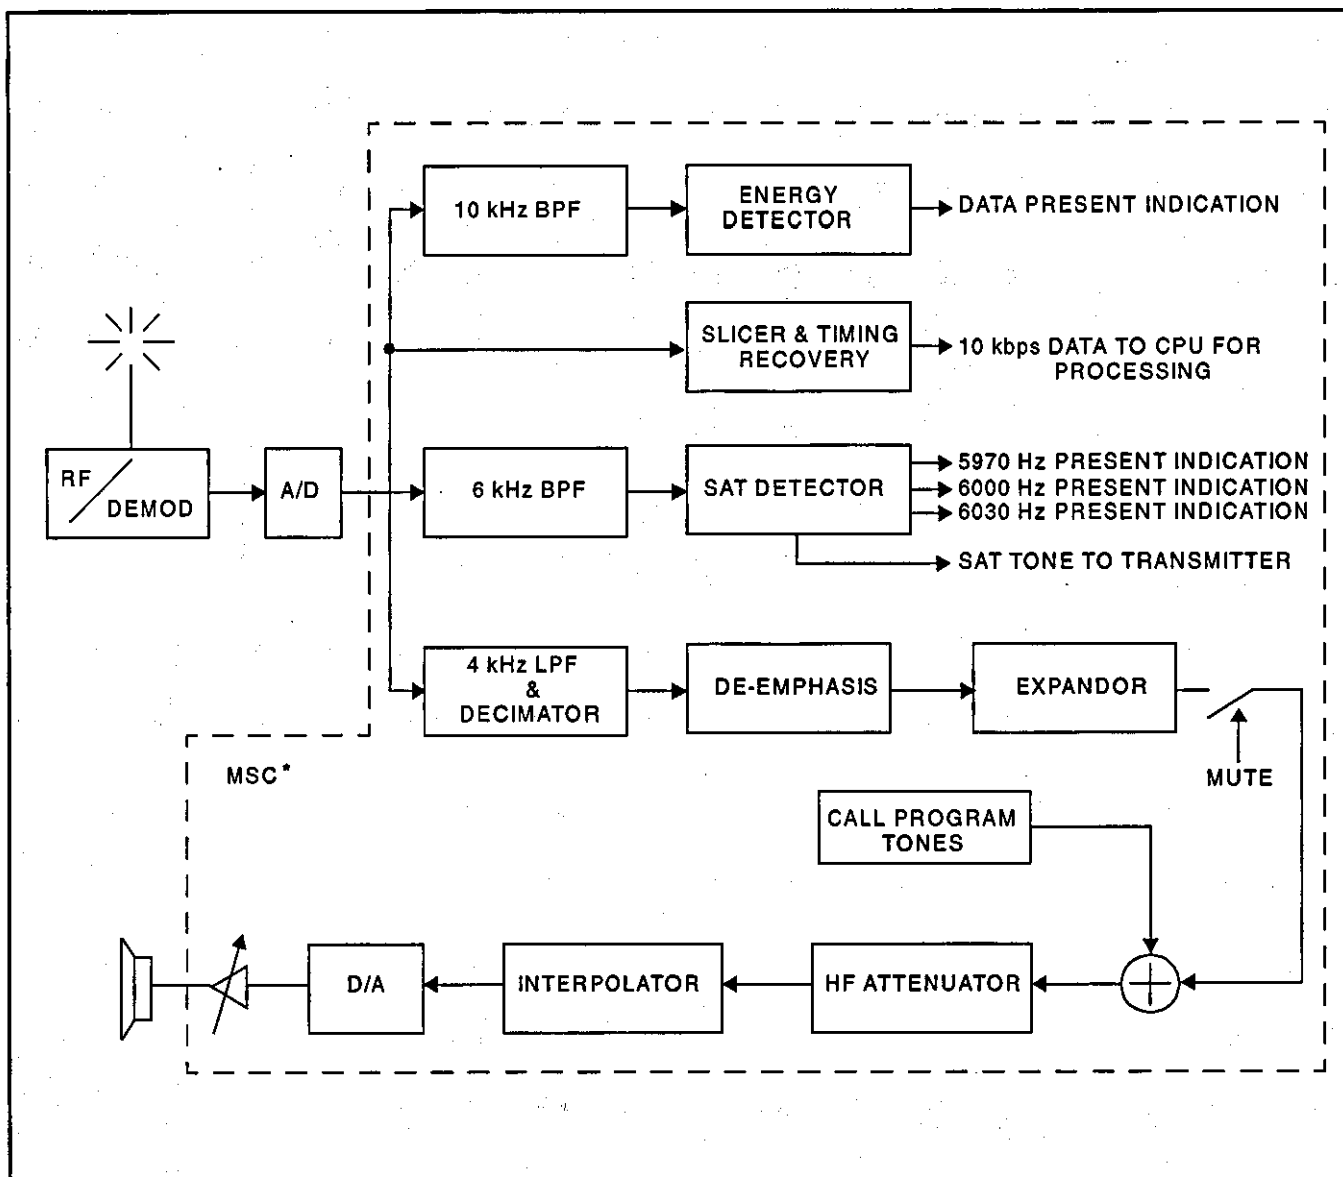 10 kHz BPF
ENERGY
DETECTOR
DATA PRESENT INDICATION
SLICER & TIMING
RECOVERY
10 kbps DATA TO CPU FOR
PROCESSING
RF
DEMOD
A/D
6 kHz BPF
SAT DETECTOR
5970 Hz PRESENT INDICATION
6000 Hz PRESENT INDICATION
6030 Hz PRESENT INDICATION
SAT TONE TO TRANSMITTER
4 kHz LPF
&
DECIMATOR
DE-EMPHASIS
EXPANDOR
MUTE
MSC*
CALL PROGRAM
TONES
D/A
INTERPOLATOR
HF ATTENUATOR